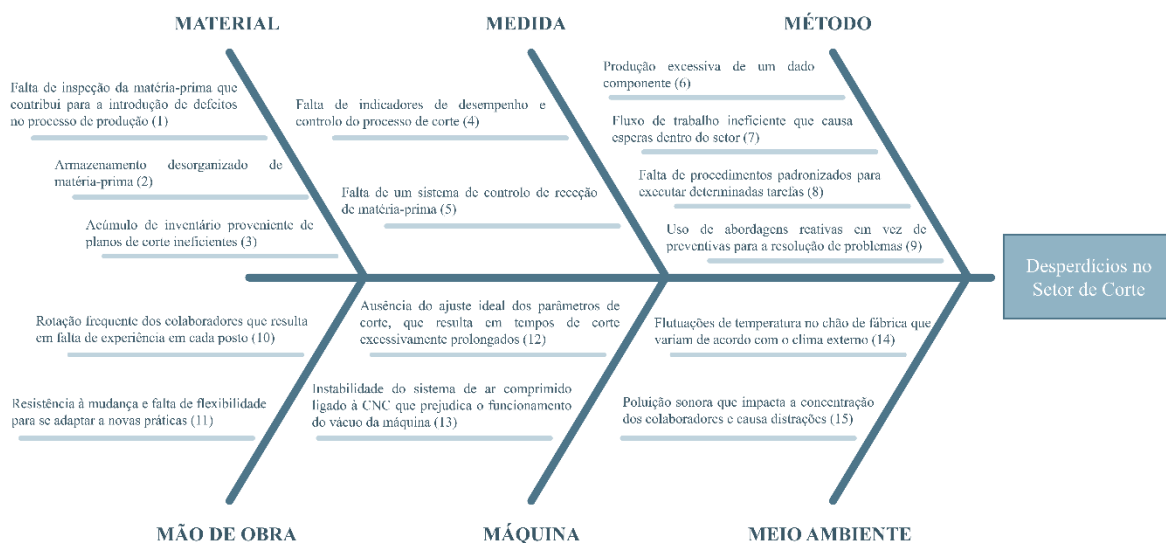 MATERIAL
MEDIDA
MÉTODO
Falta de inspeção da matéria-prima que
contribui para a introdução de defeitos
no processo de produção (1)
Armazenamento desorganizado de
matéria-prima (2)
Acúmulo de inventário proveniente de
planos de corte ineficientes (3)
Falta de indicadores de desempenho e
controlo do processo de corte (4)
Falta de um sistema de controlo de receção
de matéria-prima (5)
Produção excessiva de um dado
componente (6)
Fluxo de trabalho ineficiente que causa
esperas dentro do setor (7)
Falta de procedimentos padronizados para
executar determinadas tarefas (8)
Uso de abordagens reativas em vez de
preventivas para a resolução de problemas (9)
Desperdícios no
Setor de Corte
Rotação frequente dos colaboradores que resulta
em falta de experiência em cada posto (10)
Resistência à mudança e falta de flexibilidade
para se adaptar a novas práticas (11)
Ausência do ajuste ideal dos parâmetros de
corte, que resulta em tempos de corte
excessivamente prolongados (12)
Instabilidade do sistema de ar comprimido
ligado à CNC que prejudica o funcionamento
do vácuo da máquina (13)
Flutuações de temperatura no chão de fábrica que
variam de acordo com o clima externo (14)
Poluição sonora que impacta a concentração
dos colaboradores e causa distrações (15)
MÃO DE OBRA
MÁQUINA
MEIO AMBIENTE